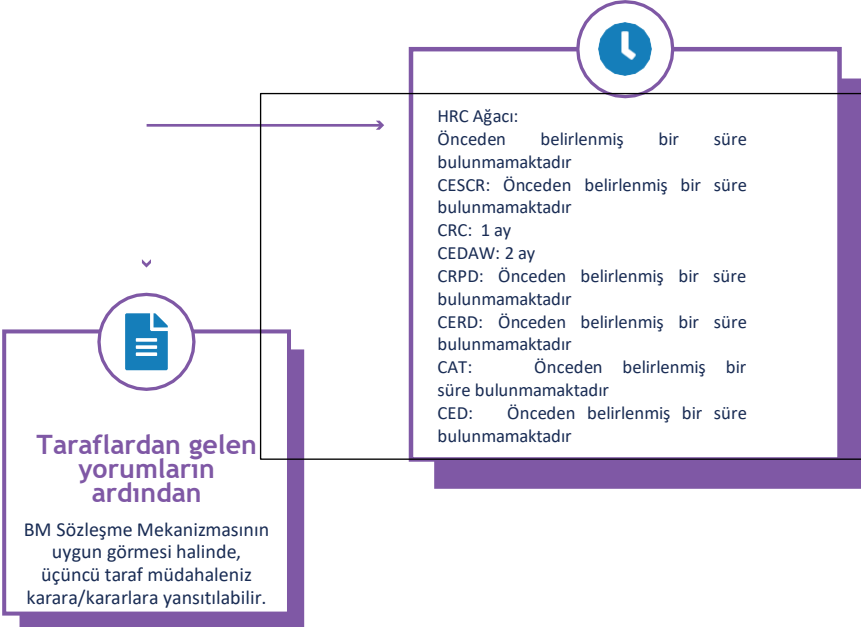 HRC Ağacı:
Önceden belirlenmiş bir süre
bulunmamaktadır
CESCR: Önceden belirlenmiş bir süre
bulunmamaktadır
CRC: 1 ay
CEDAW: 2 ay
CRPD: Önceden belirlenmiş bir süre
bulunmamaktadır
CERD: Önceden belirlenmiş bir süre
bulunmamaktadır
CAT: Önceden belirlenmiş bir
süre bulunmamaktadır
CED: Önceden belirlenmiş bir süre
bulunmamaktadır
Taraflardan gelen
yorumların
ardından
BM Sözleşme Mekanizmasının
uygun görmesi halinde,
üçüncü taraf müdahaleniz
karara/kararlara yansıtılabilir.